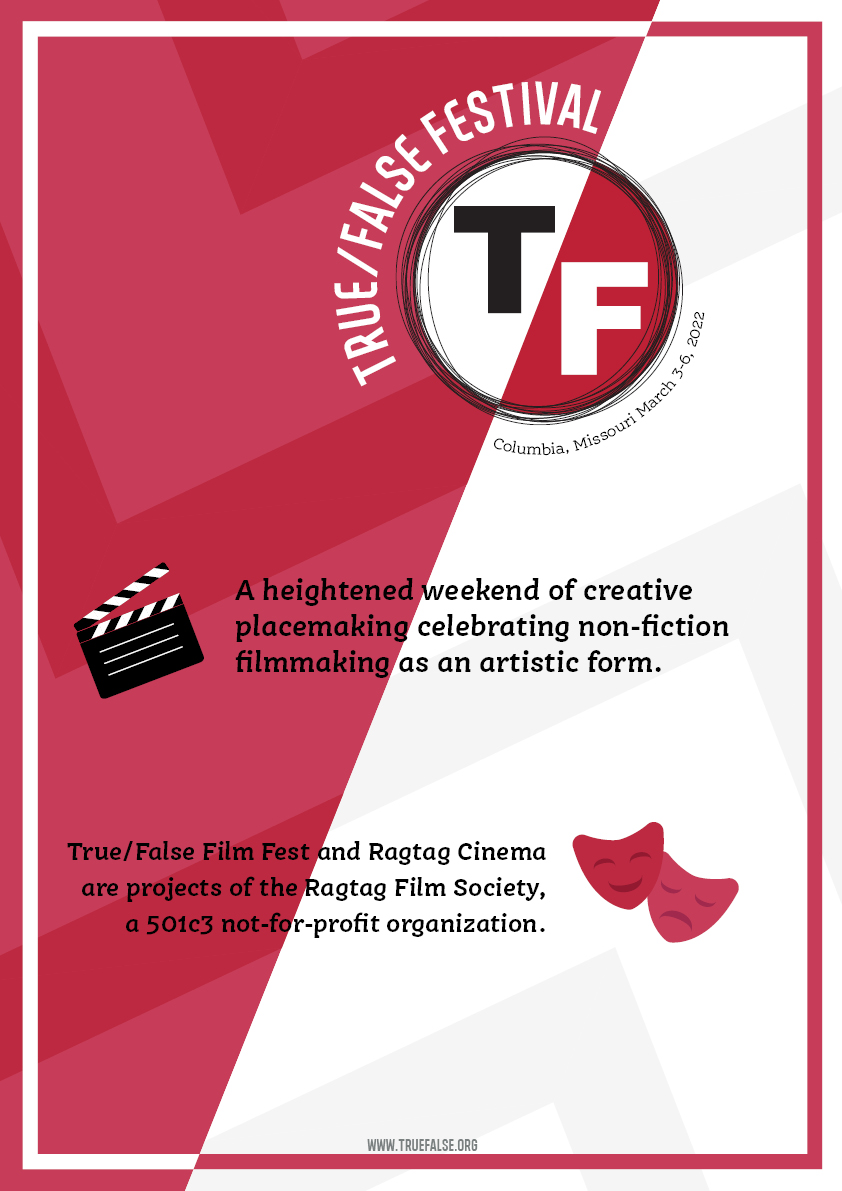 TRUE/FALSE FESTIVAL
T
F
Columbia, Missouri March 3-6, 2022
A heightened weekend of creative
placemaking celebrating non-fiction
filmmaking as an artistic form.
True/False Film Fest and Ragtag Cinema
are projects of the Ragtag Film Society,
a 501c3 not-for-profit organization.
WWW.TRUEFALSE.ORG